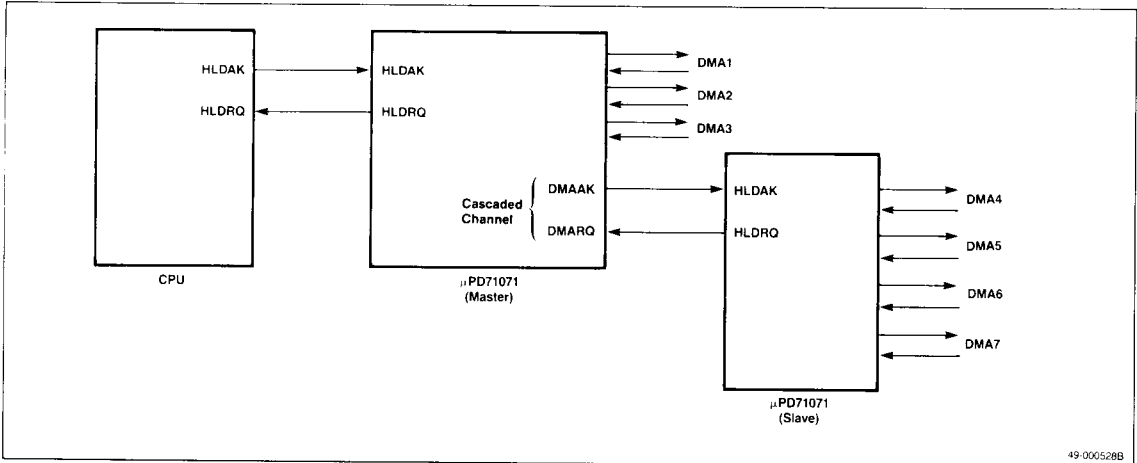 HLDAK
HLDRQ
CPU
HLDAK
HLDRQ
Cascaded
Channel
DMAAK
DMARQ
μPD71071
(Master)
DMA1
DMA2
DMA3
HLDAK
HLDRQ
μPD71071
(Slave)
DMA4
DMA5
DMA6
DMA7
49-000528B